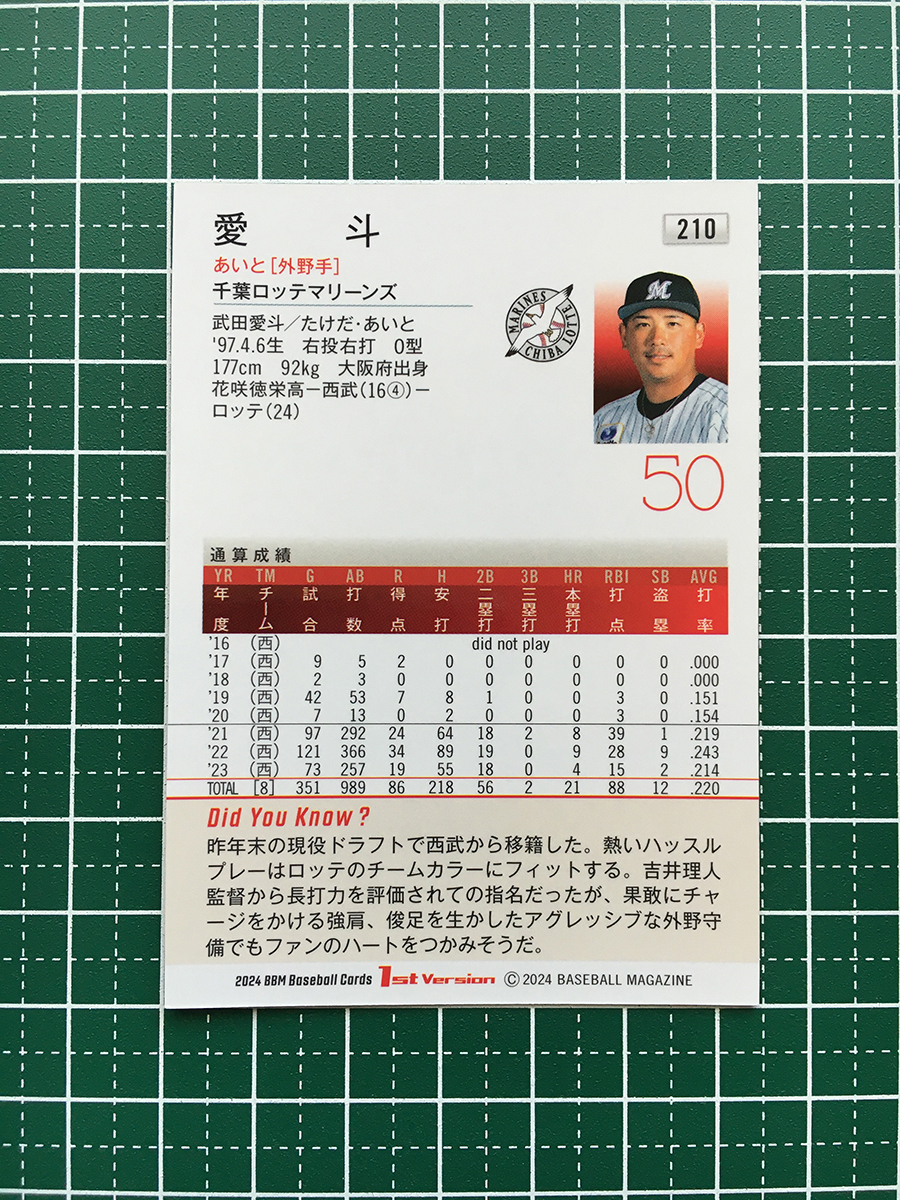 愛 斗
210
あいと[外野手]
千葉ロッテマリーンズ
武田愛斗／たけだ・あいと
'97.4.6生 右投右打 O型
177cm 92kg 大阪府出身
花咲徳栄高ー西武(16④)ー
ロッテ(24)
MARINES
CHIBA LOTTE
M
50
通算成績
YR TM G AB R H 2B 3B HR RBI SB AVG
年度 チーム 試合 打数 得点 安打 二塁打 三塁打 本塁打 打点 盗塁 打率
'16 (西) did not play
'17 (西) 9 5 2 0 0 0 0 0 0 .000
'18 (西) 2 3 0 0 0 0 0 0 0 .000
'19 (西) 42 53 7 8 1 0 0 3 0 .151
'20 (西) 7 13 0 2 0 0 0 3 0 .154
'21 (西) 97 292 24 64 18 2 8 39 1 .219
'22 (西) 121 366 34 89 19 0 9 28 9 .243
'23 (西) 73 257 19 55 18 0 4 15 2 .214
TOTAL [8] 351 989 86 218 56 2 21 88 12 .220
Did You Know?
昨年末の現役ドラフトで西武から移籍した。熱いハッスル
プレーはロッテのチームカラーにフィットする。吉井理人
監督から長打力を評価されての指名だったが、果敢にチャ
ージをかける強肩、俊足を生かしたアグレッシブな外野守
備でもファンのハートをつかみそうだ。
2024 BBM Baseball Cards 1st Version ©2024 BASEBALL MAGAZINE